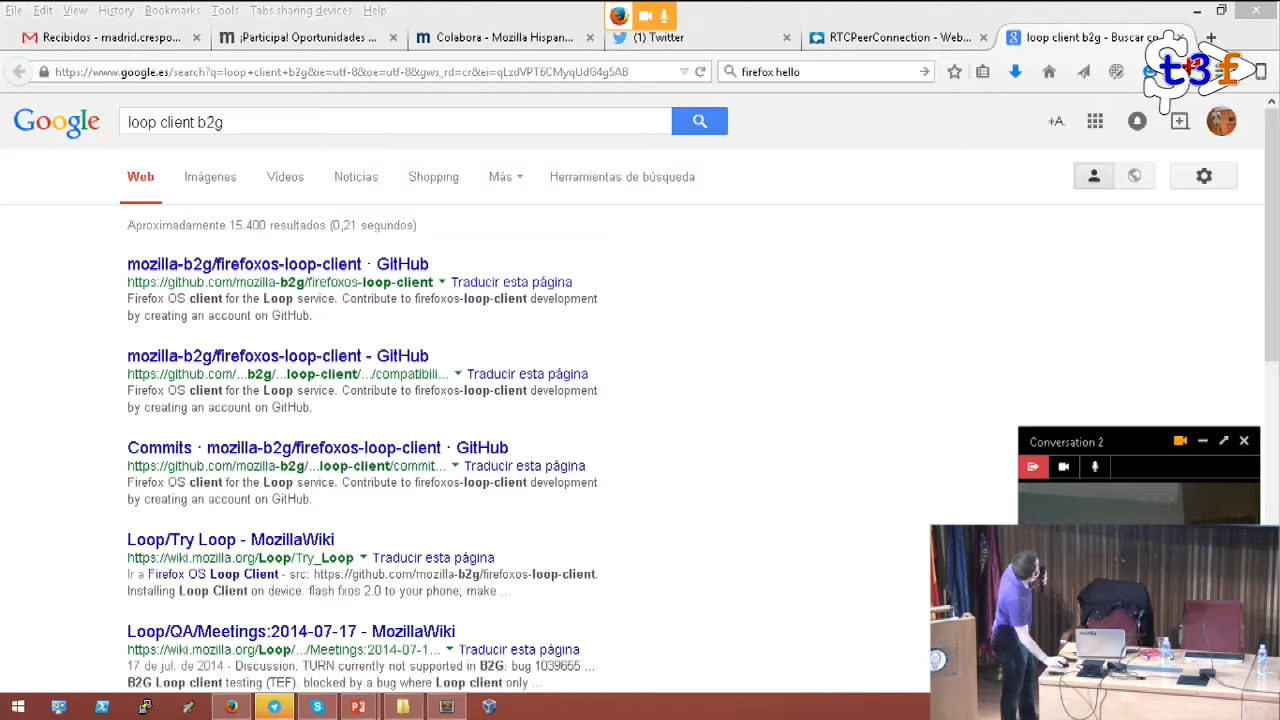 File Edit View History Bookmarks Tools Tabs sharing devices Help
Recibidos - madrid.crespo... ¡Participa! Oportunidades ... Colabora - Mozilla Hispan... (1) Twitter RTCPeerConnection - Web... loop client b2g - Buscar co
https://www.google.es/search?q=loop+client+b2g&ie=utf-8&oe=utf-8&gws_rd=cr&ei=qLzdVPT6CMyqUdG4g5AB firefox hello
t3f
Google loop client b2g +A.
Web Imágenes Vídeos Noticias Shopping Más Herramientas de búsqueda
Aproximadamente 15.400 resultados (0,21 segundos)
mozilla-b2g/firefoxos-loop-client · GitHub
https://github.com/mozilla-b2g/firefoxos-loop-client Traducir esta página
Firefox OS client for the Loop service. Contribute to firefoxos-loop-client development
by creating an account on GitHub.
mozilla-b2g/firefoxos-loop-client - GitHub
https://github.com/...b2g/...loop-client/.../compatibili... Traducir esta página
Firefox OS client for the Loop service. Contribute to firefoxos-loop-client development
by creating an account on GitHub.
Commits · mozilla-b2g/firefoxos-loop-client · GitHub
https://github.com/mozilla-b2g/...loop-client/commit... Traducir esta página
Firefox OS client for the Loop service. Contribute to firefoxos-loop-client development
by creating an account on GitHub.
Loop/Try Loop - MozillaWiki
https://wiki.mozilla.org/Loop/Try_Loop Traducir esta página
Ir a Firefox OS Loop Client - src: https://github.com/mozilla-b2g/firefoxos-loop-client.
Installing Loop Client on device. flash fxos 2.0 to your phone; make ...
Loop/QA/Meetings:2014-07-17 - MozillaWiki
https://wiki.mozilla.org/Loop/.../Meetings:2014-07-1... Traducir esta página
17 de jul. de 2014 - Discussion. TURN currently not supported in B2G: bug 1039655 ...
B2G Loop client testing (TEF). blocked by a bug where Loop client only ...
Conversation 2
mozilla